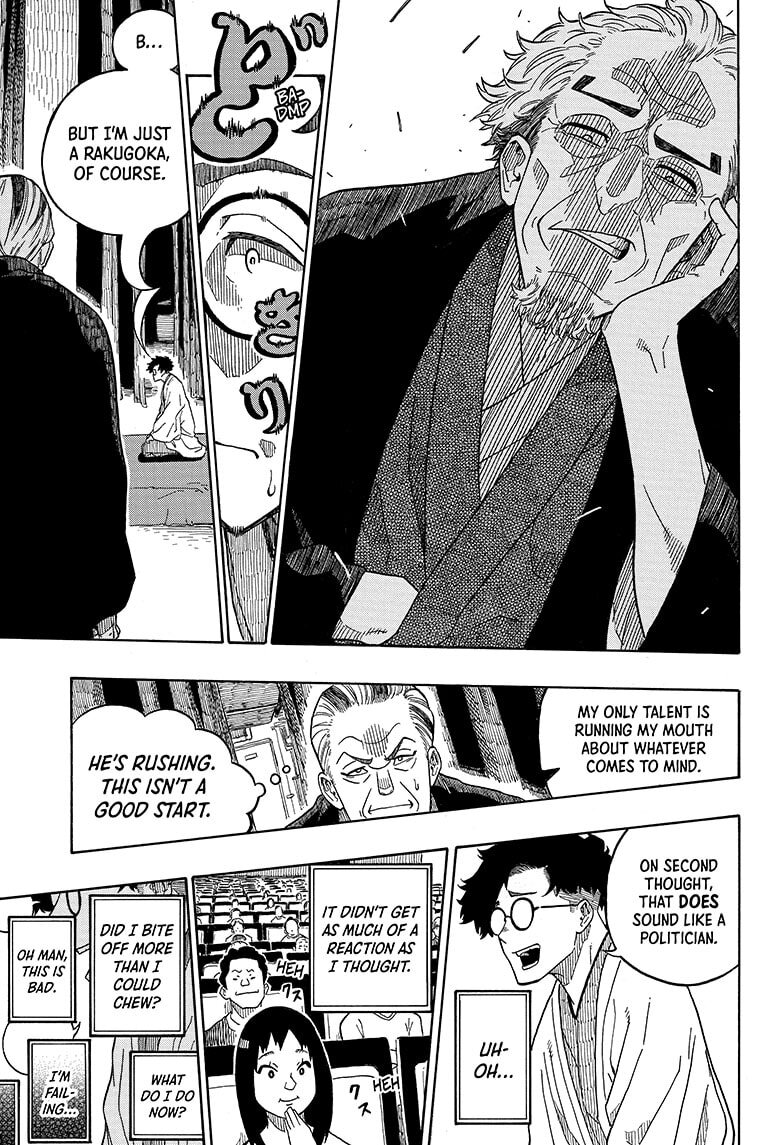 どきり
BA-
DMP
B...
BUT I'M JUST
A RAKUGOKA,
OF COURSE.
MY ONLY TALENT IS
RUNNING MY MOUTH
ABOUT WHATEVER
COMES TO MIND.
HE'S RUSHING.
THIS ISN'T A
GOOD START.
ON SECOND
THOUGHT,
THAT DOES
SOUND LIKE A
POLITICIAN.
UH-
OH...
IT DIDN'T GET
AS MUCH OF A
REACTION AS
I THOUGHT.
HEH
クス
HEH
クス
DID I BITE
OFF MORE
THAN I
COULD
CHEW?
WHAT DO I DO
NOW?
OH MAN,
THIS IS
BAD.
I'M
FAIL-
ING...